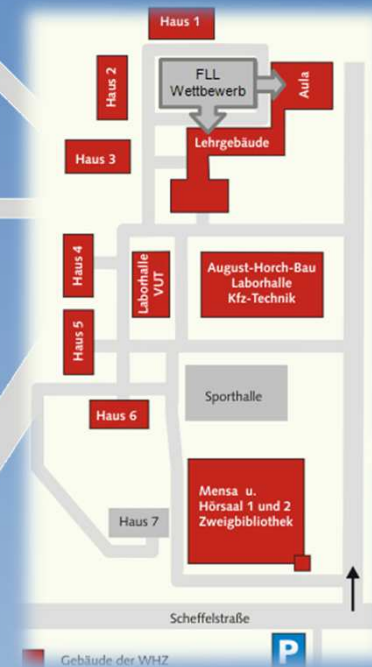 Haus 1
Haus 2
FLL
Wettbewerb
Aula
Lehrgebäude
Haus 3
Haus 4
Laborhalle
VUT
August-Horch-Bau
Laborhalle
Kfz-Technik
Haus 5
Sporthalle
Haus 6
Mensa u.
Hörsaal 1 und 2
Zweigbibliothek
Haus 7
Scheffelstraße
P
Gebäude der WHZ